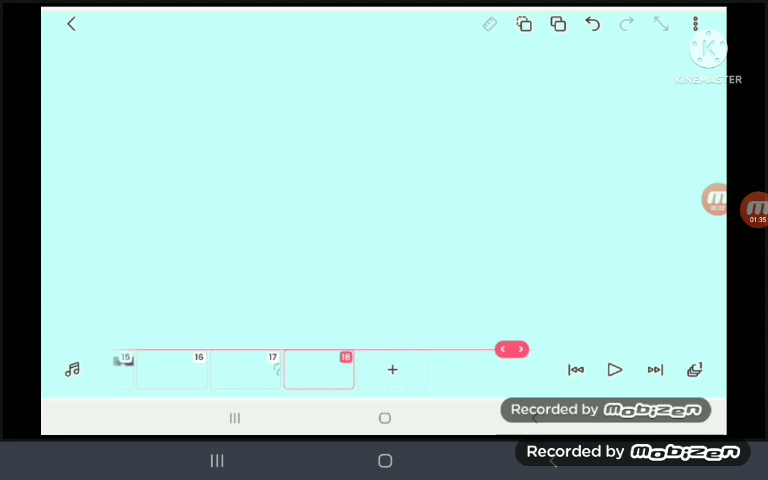 K
KINEMASTER
01:35
15
16
17
18
Recorded by MOBIZEN
Recorded by MOBIZEN